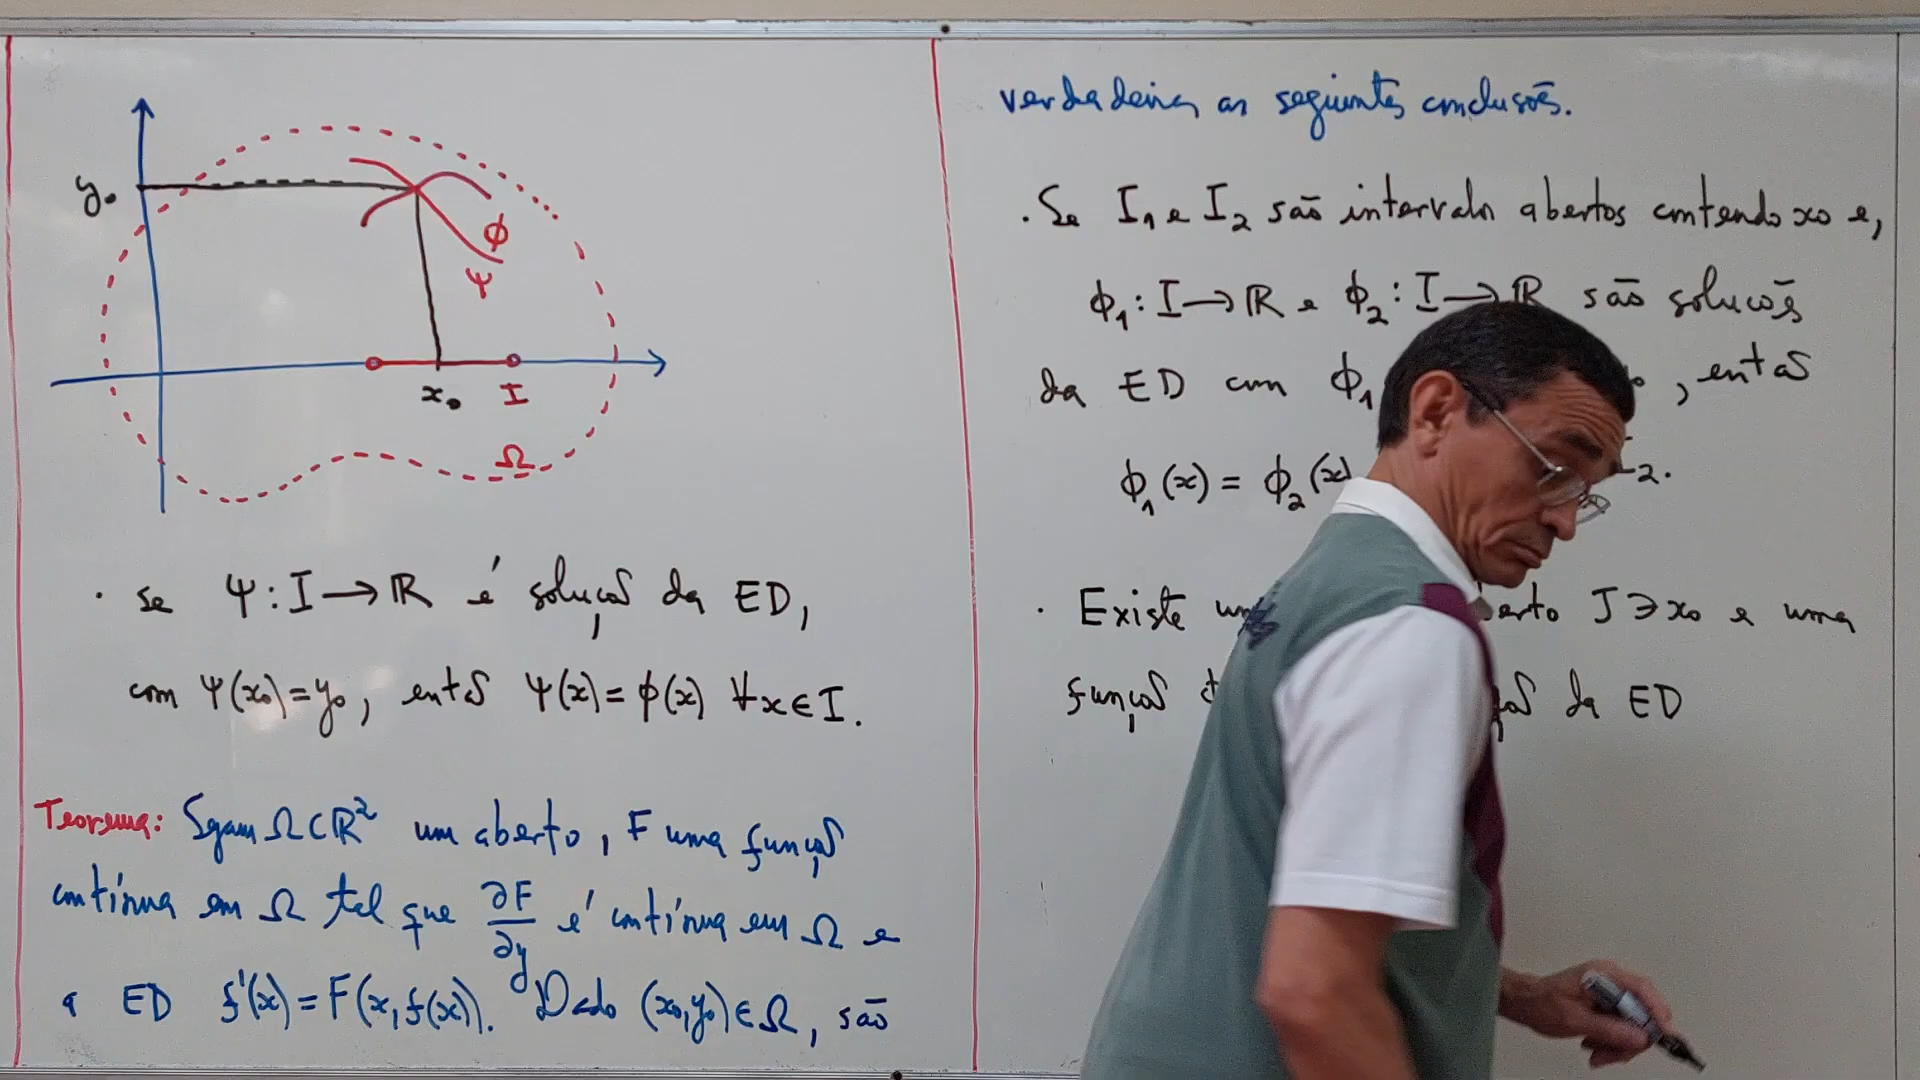 y₀
φ
ψ
x₀ I
Ω
· se ψ : I → ℝ é solução da ED,
com ψ(x₀) = y₀, então ψ(x) = φ(x) ∀x ∈ I.
Teorema: Sejam Ω ⊂ ℝ² um aberto, F uma função
contínua em Ω tal que ∂F/∂y é contínua em Ω e
a ED f'(x) = F(x, f(x)). Dado (x₀, y₀) ∈ Ω, são
verdadeiras as seguintes conclusões.
· Se I₁ e I₂ são intervalos abertos contendo x₀ e,
φ₁ : I → ℝ e φ₂ : I → ℝ são soluções
da ED com φ₁ , então
φ₁(x) = φ₂(x) ₂.
· Existe um J ∋ x₀ e uma
função da ED